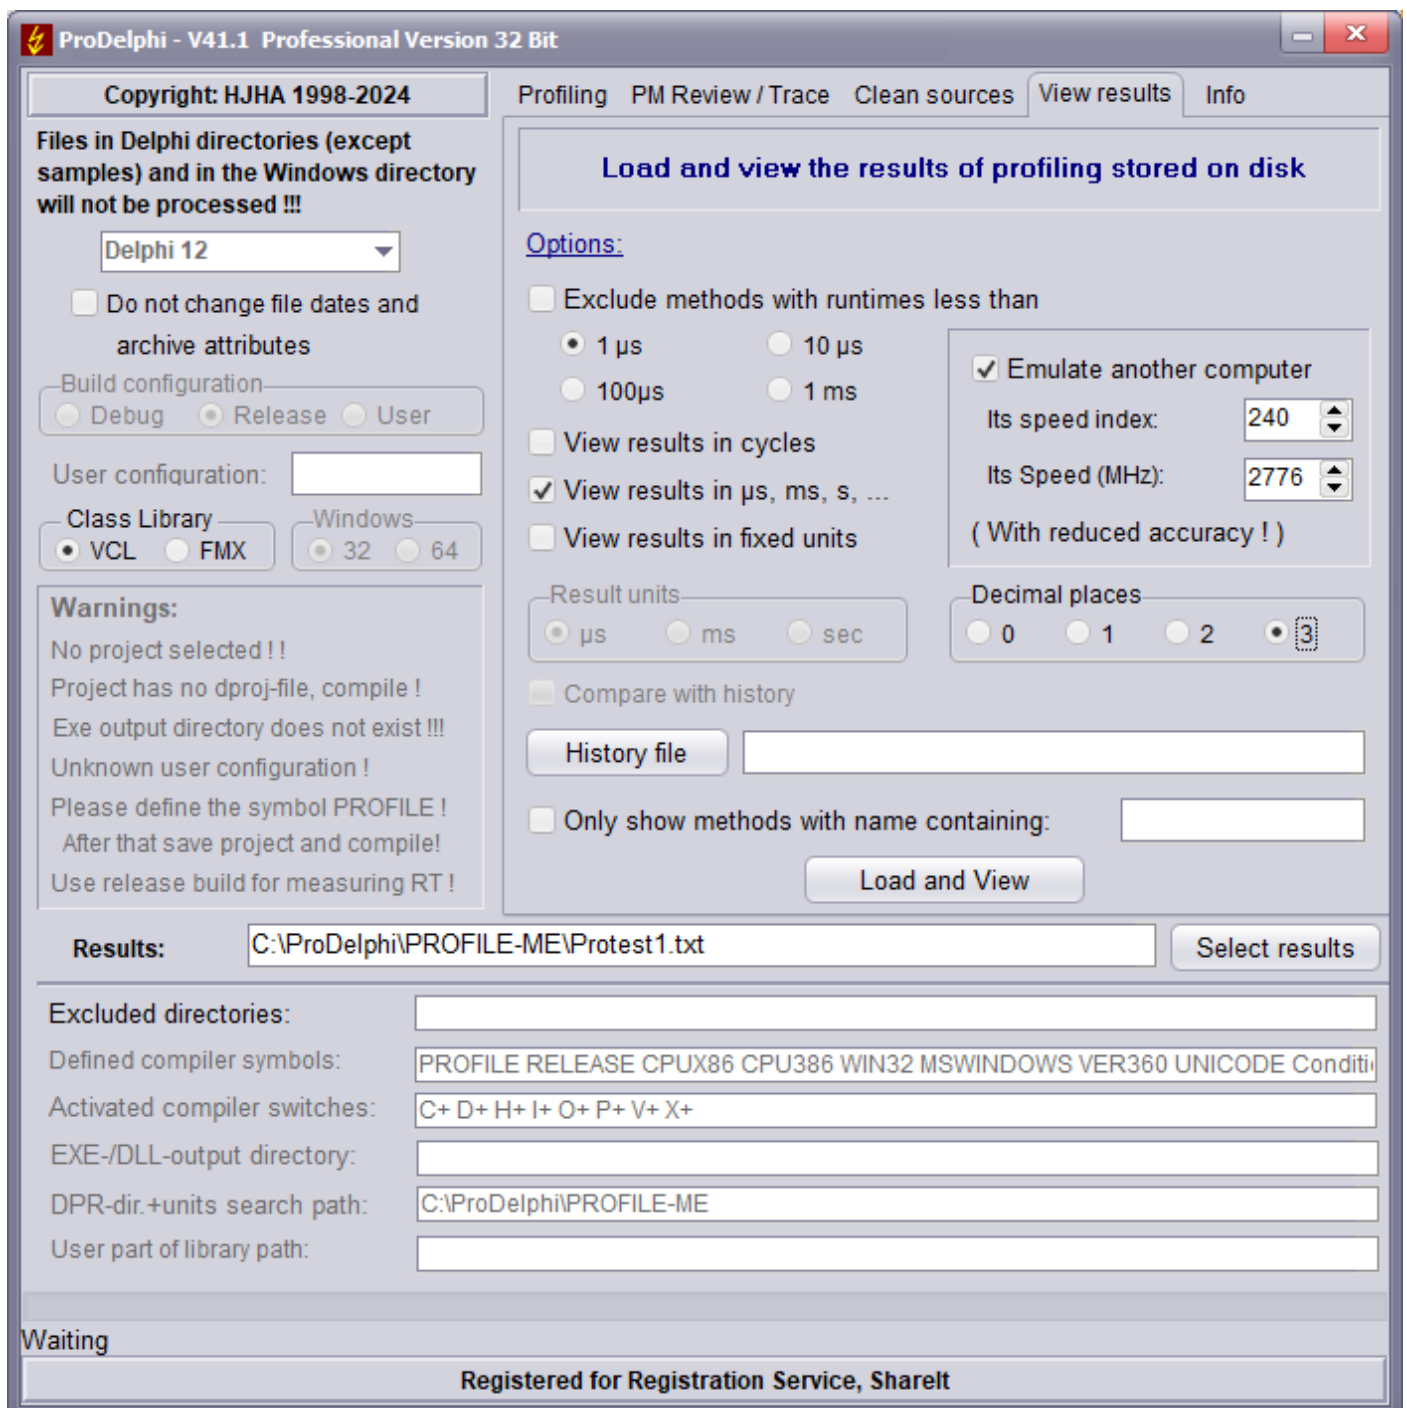 ProDelphi - V41.1 Professional Version 32 Bit
Copyright: HJHA 1998-2024
Files in Delphi directories (except
samples) and in the Windows directory
will not be processed !!!
Delphi 12
Do not change file dates and
archive attributes
Build configuration
Debug Release User
User configuration:
Class Library
VCL FMX
Windows
32 64
Warnings:
No project selected ! !
Project has no dproj-file, compile !
Exe output directory does not exist !!!
Unknown user configuration !
Please define the symbol PROFILE !
After that save project and compile!
Use release build for measuring RT !
Profiling PM Review / Trace Clean sources View results Info
Load and view the results of profiling stored on disk
Options:
Exclude methods with runtimes less than
1 µs 10 µs
100µs 1 ms
View results in cycles
View results in µs, ms, s, ...
View results in fixed units
Emulate another computer
Its speed index: 240
Its Speed (MHz): 2776
( With reduced accuracy ! )
Result units
µs ms sec
Decimal places
0 1 2 3
Compare with history
History file
Only show methods with name containing:
Load and View
Results: C:\ProDelphi\PROFILE-ME\Protest1.txt Select results
Excluded directories:
Defined compiler symbols: PROFILE RELEASE CPUX86 CPU386 WIN32 MSWINDOWS VER360 UNICODE Conditi
Activated compiler switches: C+ D+ H+ I+ O+ P+ V+ X+
EXE-/DLL-output directory:
DPR-dir.+units search path: C:\ProDelphi\PROFILE-ME
User part of library path:
Waiting
Registered for Registration Service, ShareIt